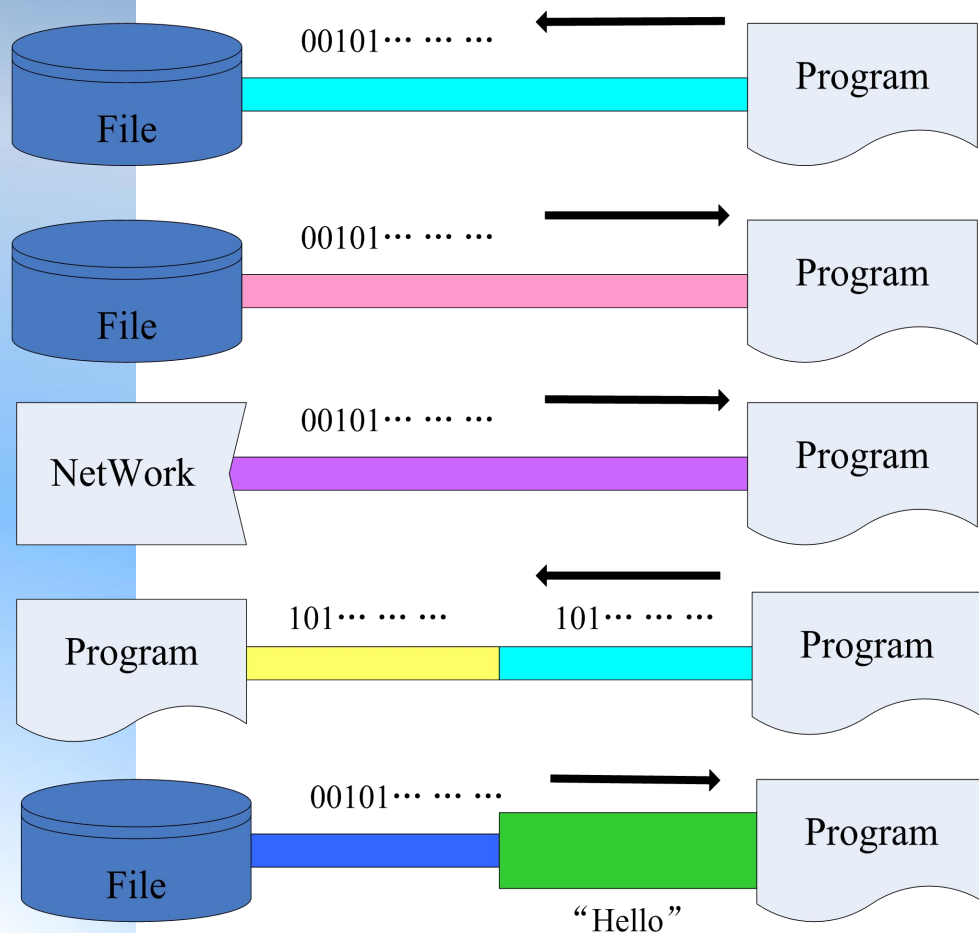 00101… … …
File
Program
00101… … …
File
Program
00101… … …
NetWork
Program
101… … …
101… … …
Program
Program
00101… … …
File
Program
“Hello”